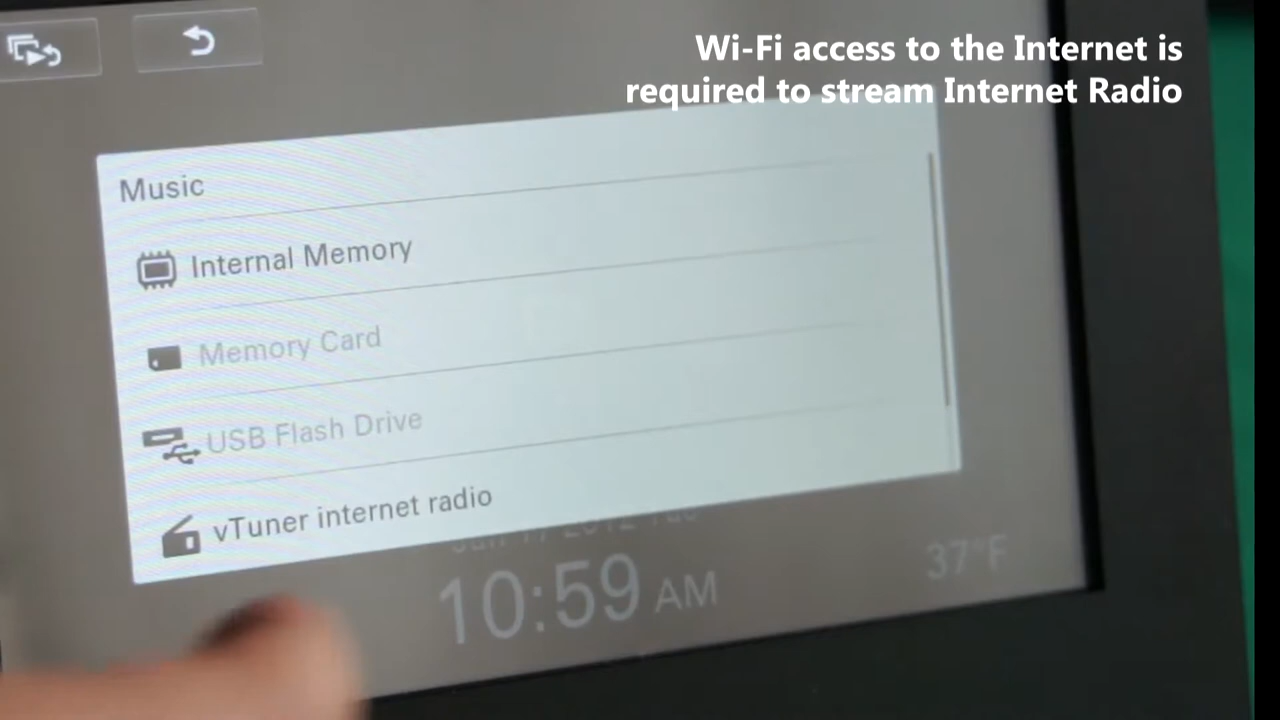 Wi-Fi access to the Internet is
required to stream Internet Radio
Music
Internal Memory
Memory Card
USB Flash Drive
vTuner internet radio
10:59 AM
37°F